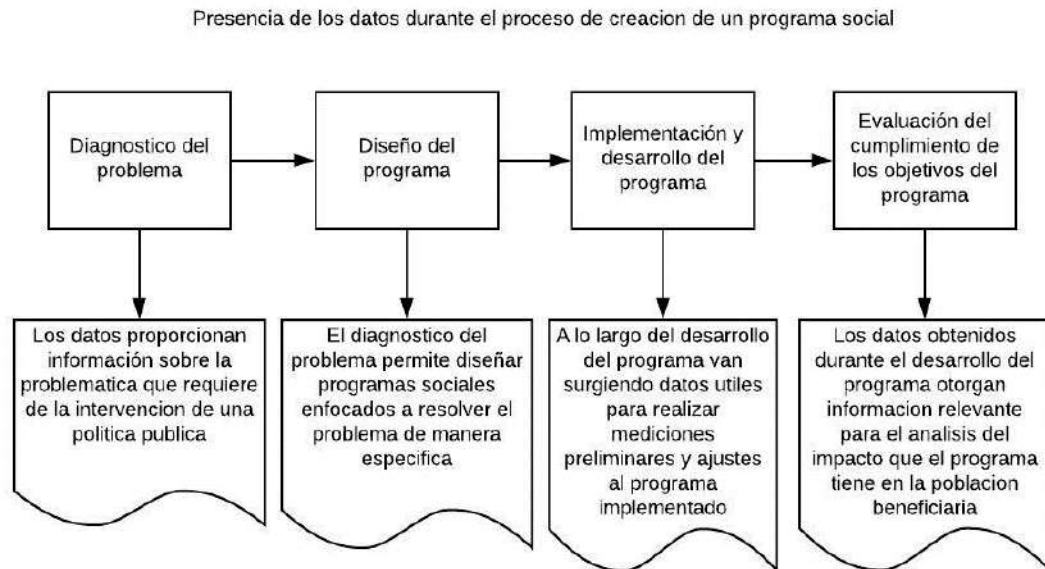 Presencia de los datos durante el proceso de creacion de un programa social
Diagnostico del
problema
Diseño del
programa
Implementación y
desarrollo del
programa
Evaluación del
cumplimiento de
los objetivos del
programa
Los datos proporcionan
información sobre la
problematica que requiere
de la intervencion de una
politica publica
El diagnostico del
problema permite diseñar
programas sociales
enfocados a resolver el
problema de manera
especifica
A lo largo del desarrollo
del programa van
surgiendo datos utiles
para realizar
mediciones
preliminares y ajustes
al programa
implementado
Los datos obtenidos
durante el desarrollo del
programa otorgan
informacion relevante
para el analisis del
impacto que el programa
tiene en la poblacion
beneficiaria